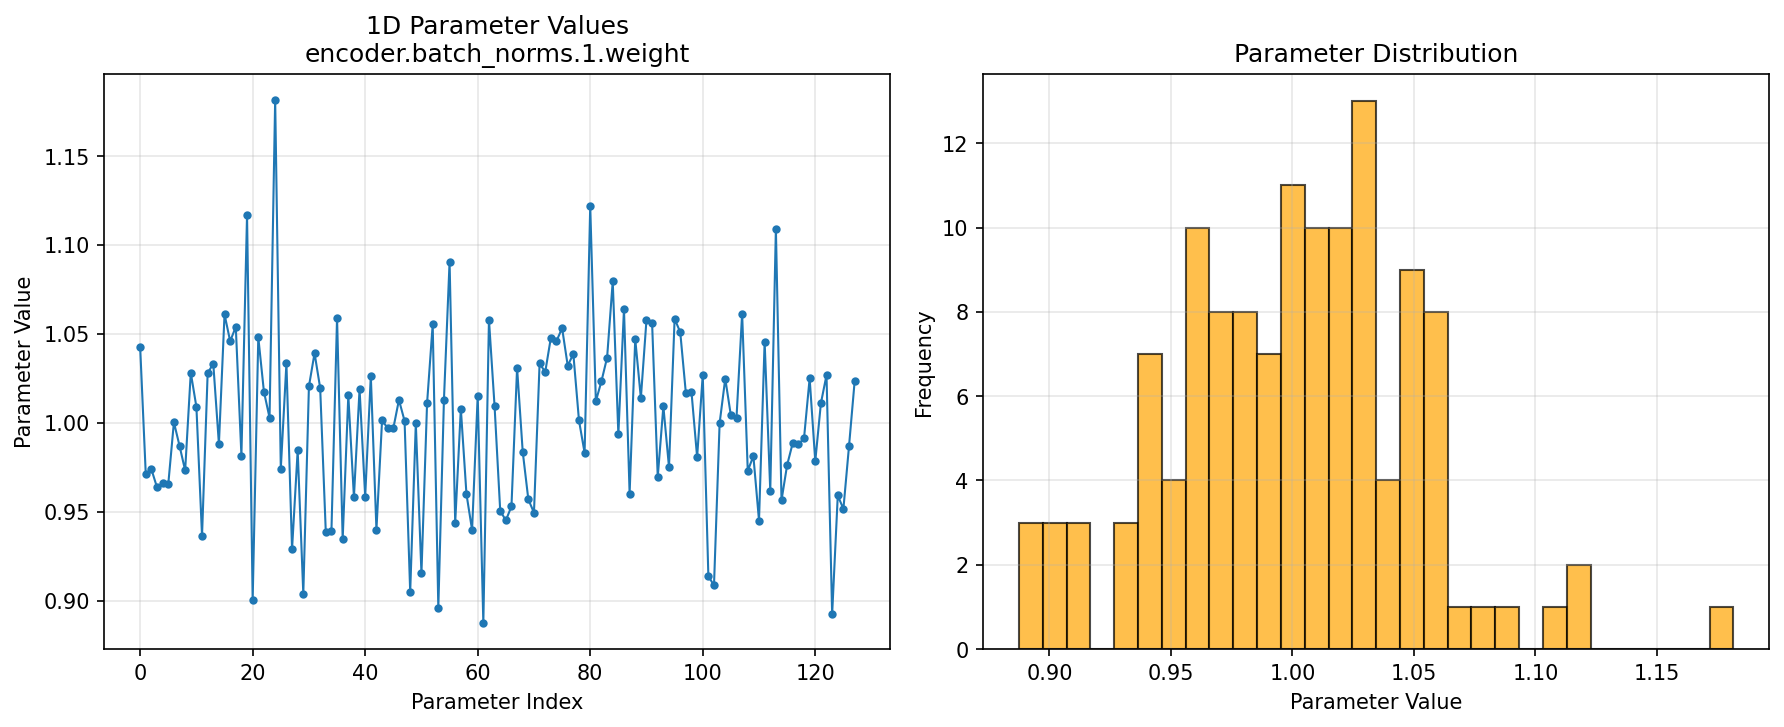 1D Parameter Values
encoder.batch_norms.1.weight
Parameter Value
1.15
1.10
1.05
1.00
0.95
0.90
0 20 40 60 80 100 120
Parameter Index
Parameter Distribution
Frequency
12
10
8
6
4
2
0
0.90 0.95 1.00 1.05 1.10 1.15
Parameter Value